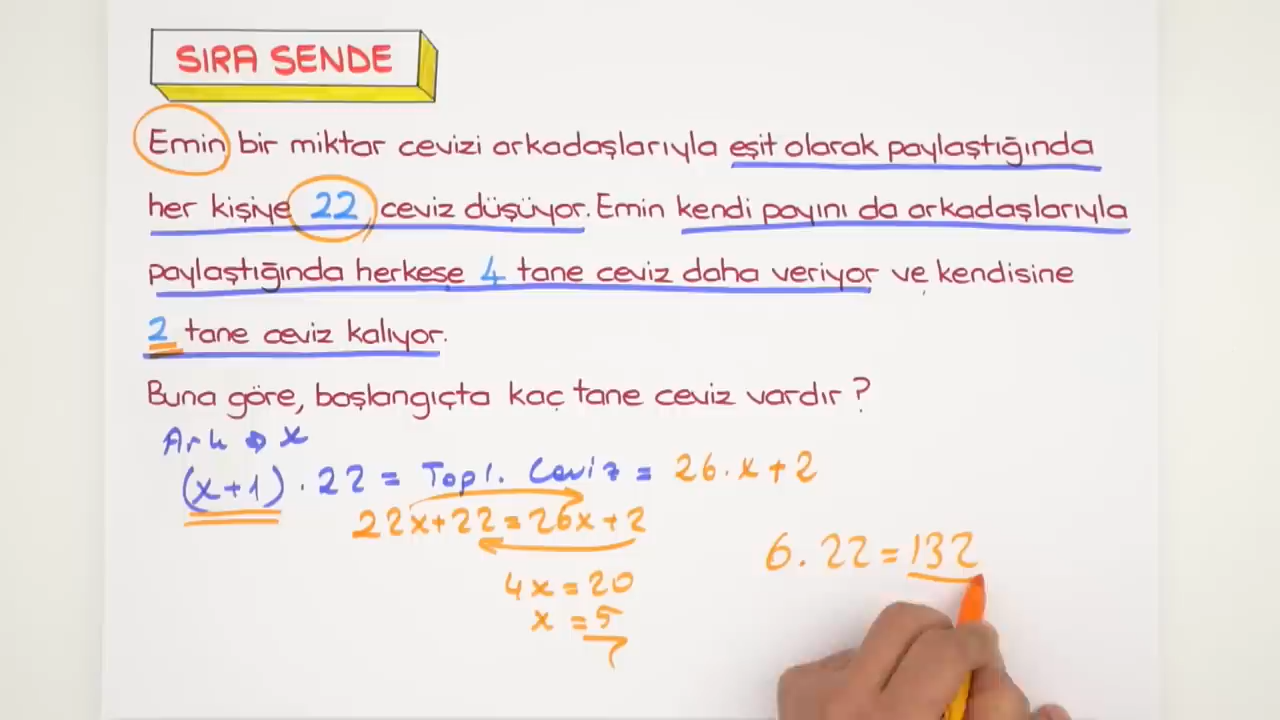 SIRA SENDE
Emin bir miktar cevizi arkadaşlarıyla eşit olarak paylaştığında
her kişiye 22 ceviz düşüyor. Emin kendi payını da arkadaşlarıyla
paylaştığında herkese 4 tane ceviz daha veriyor ve kendisine
2 tane ceviz kalıyor.
Buna göre, başlangıçta kaç tane ceviz vardır ?
Ark → x
(x+1) . 22 = Topl. Ceviz = 26.x+2
22x+22=26x+2
6.22=132
4x=20
x=5